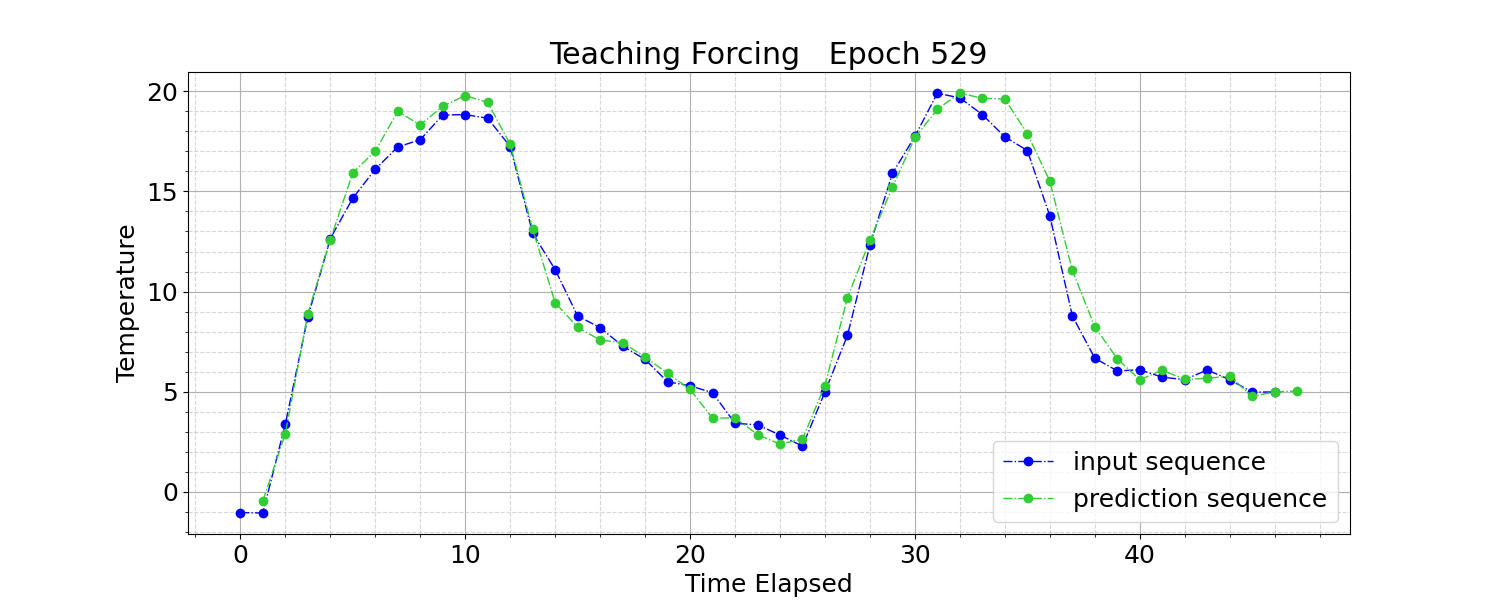 Teaching Forcing   Epoch 529
20
15
10
5
0
Temperature
0 10 20 30 40
Time Elapsed
input sequence
prediction sequence